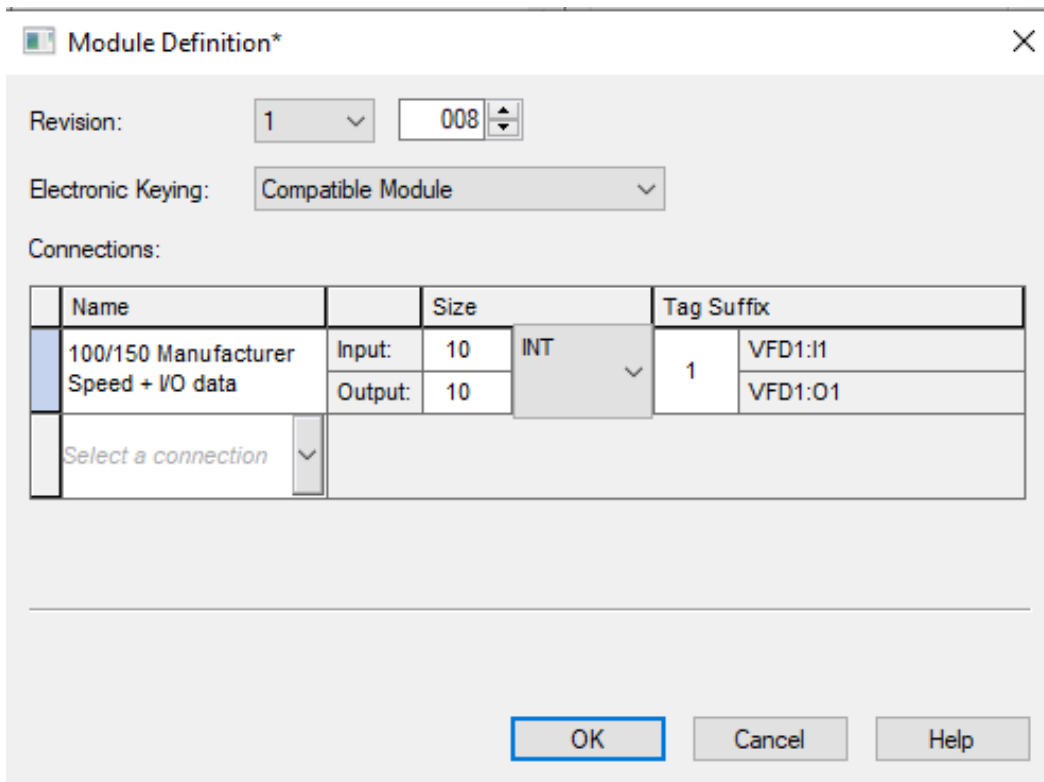 Module Definition*
Revision: 1 008
Electronic Keying: Compatible Module
Connections:
Name Size Tag Suffix
100/150 Manufacturer Speed + I/O data
Input: 10 INT 1 VFD1:I1
Output: 10 VFD1:O1
Select a connection
OK Cancel Help